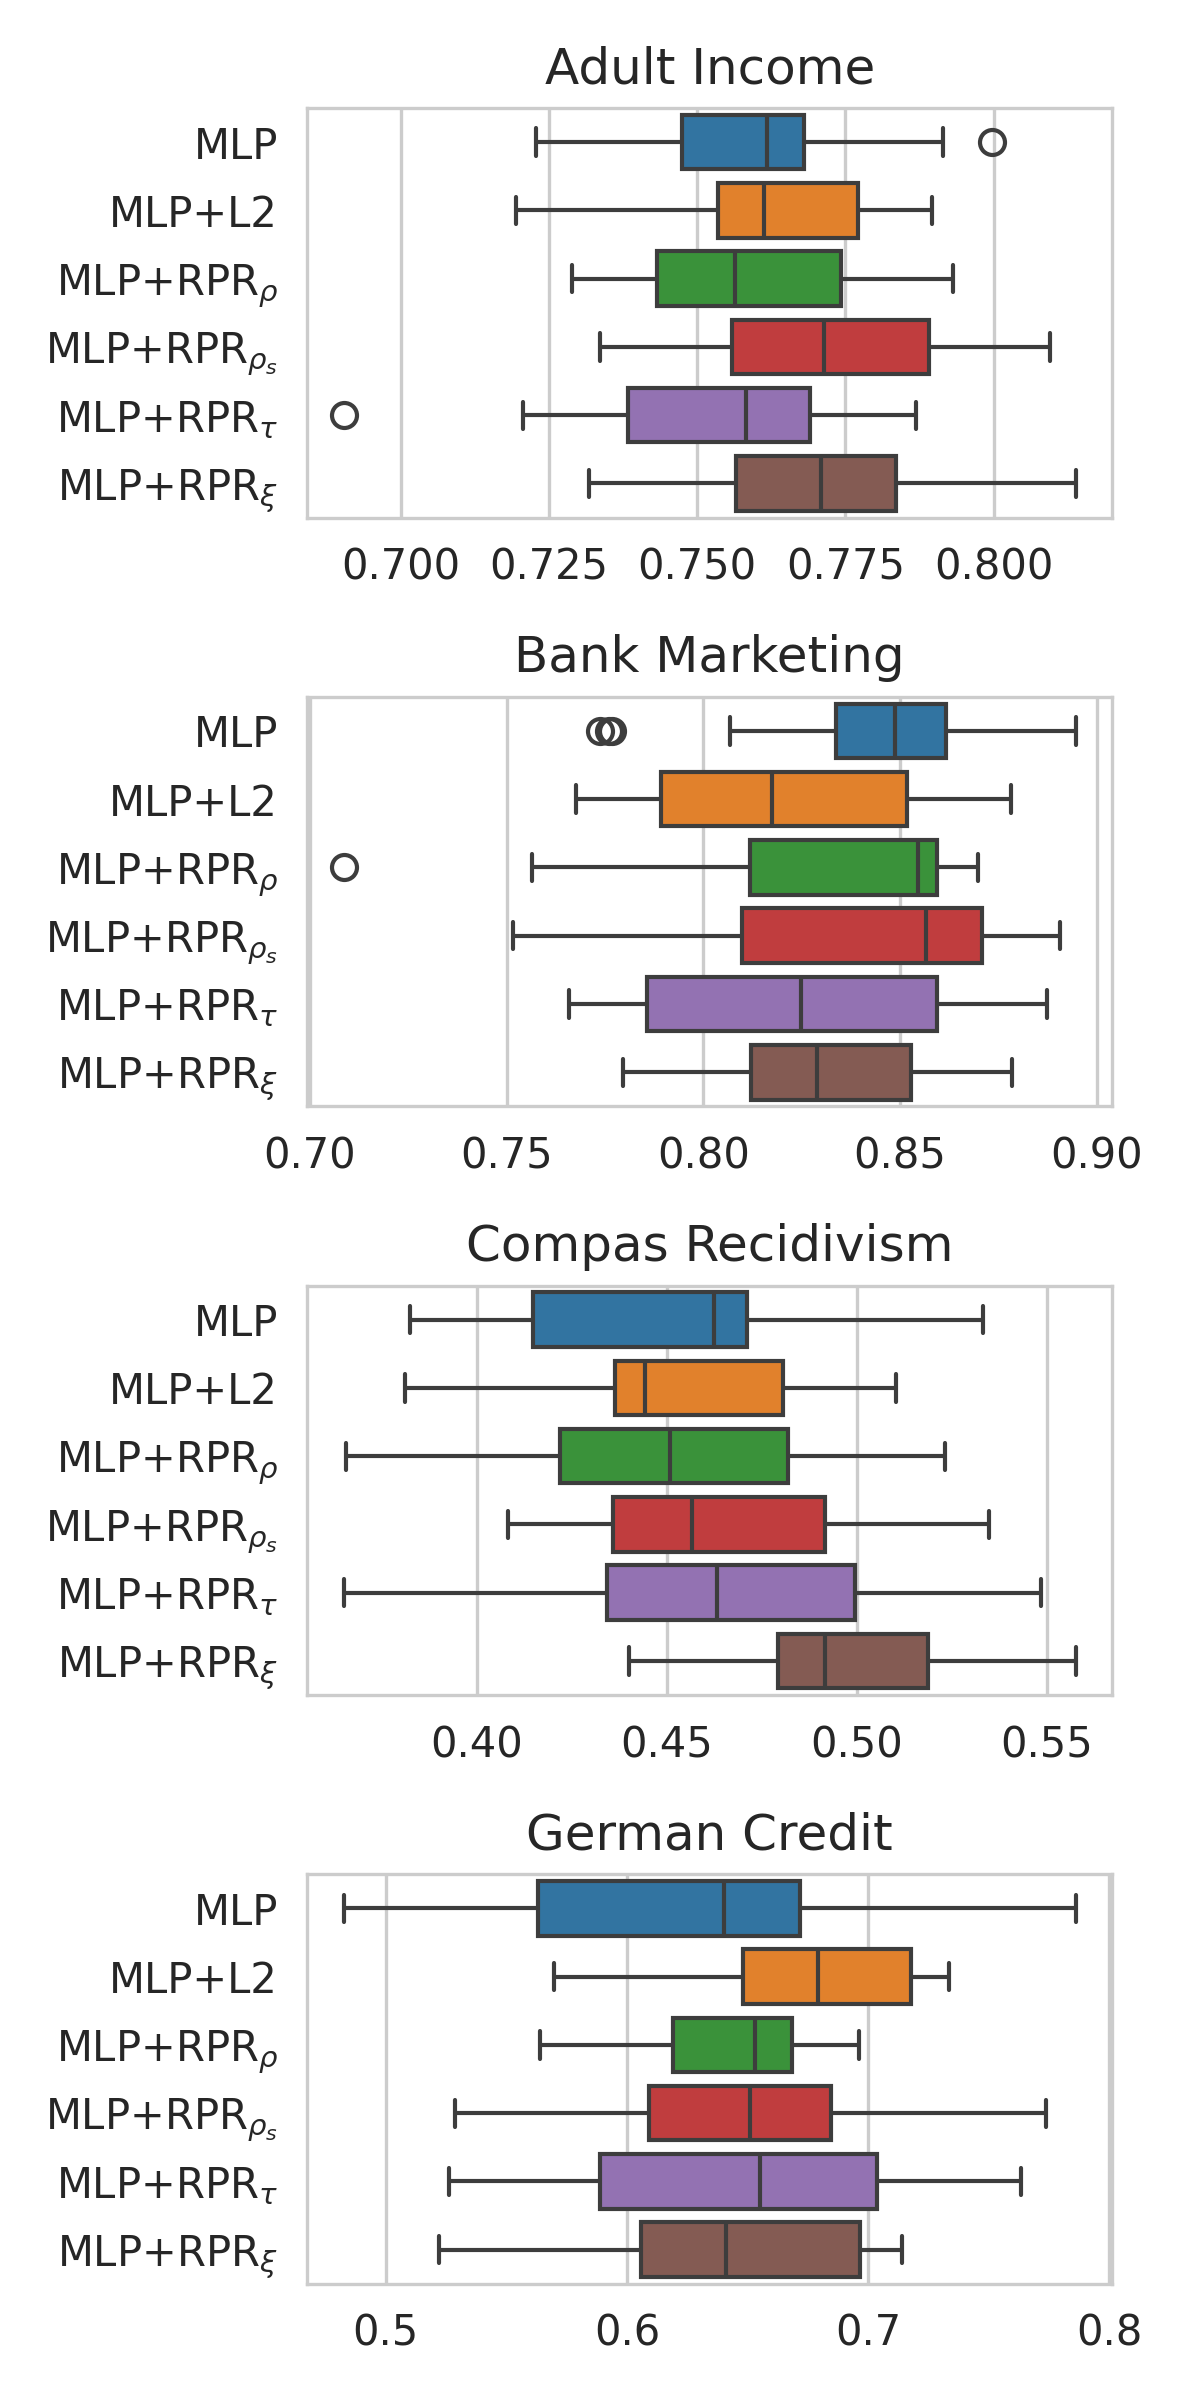 Adult Income
MLP
MLP+L2
MLP+RPRρ
MLP+RPRρₛ
MLP+RPRτ
MLP+RPRξ
0.700 0.725 0.750 0.775 0.800
Bank Marketing
MLP
MLP+L2
MLP+RPRρ
MLP+RPRρₛ
MLP+RPRτ
MLP+RPRξ
0.70 0.75 0.80 0.85 0.90
Compas Recidivism
MLP
MLP+L2
MLP+RPRρ
MLP+RPRρₛ
MLP+RPRτ
MLP+RPRξ
0.40 0.45 0.50 0.55
German Credit
MLP
MLP+L2
MLP+RPRρ
MLP+RPRρₛ
MLP+RPRτ
MLP+RPRξ
0.5 0.6 0.7 0.8